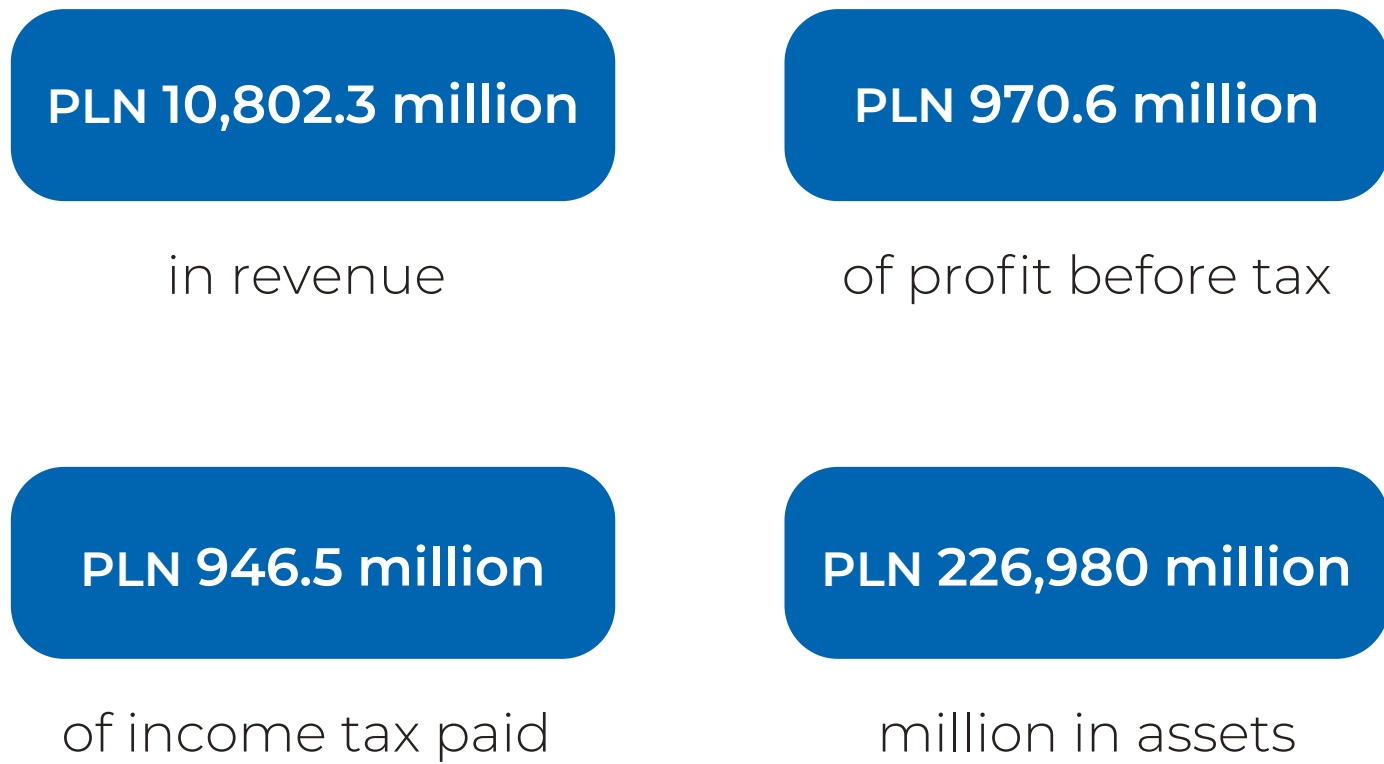 PLN 10,802.3 million
in revenue
PLN 970.6 million
of profit before tax
PLN 946.5 million
of income tax paid
PLN 226,980 million
million in assets